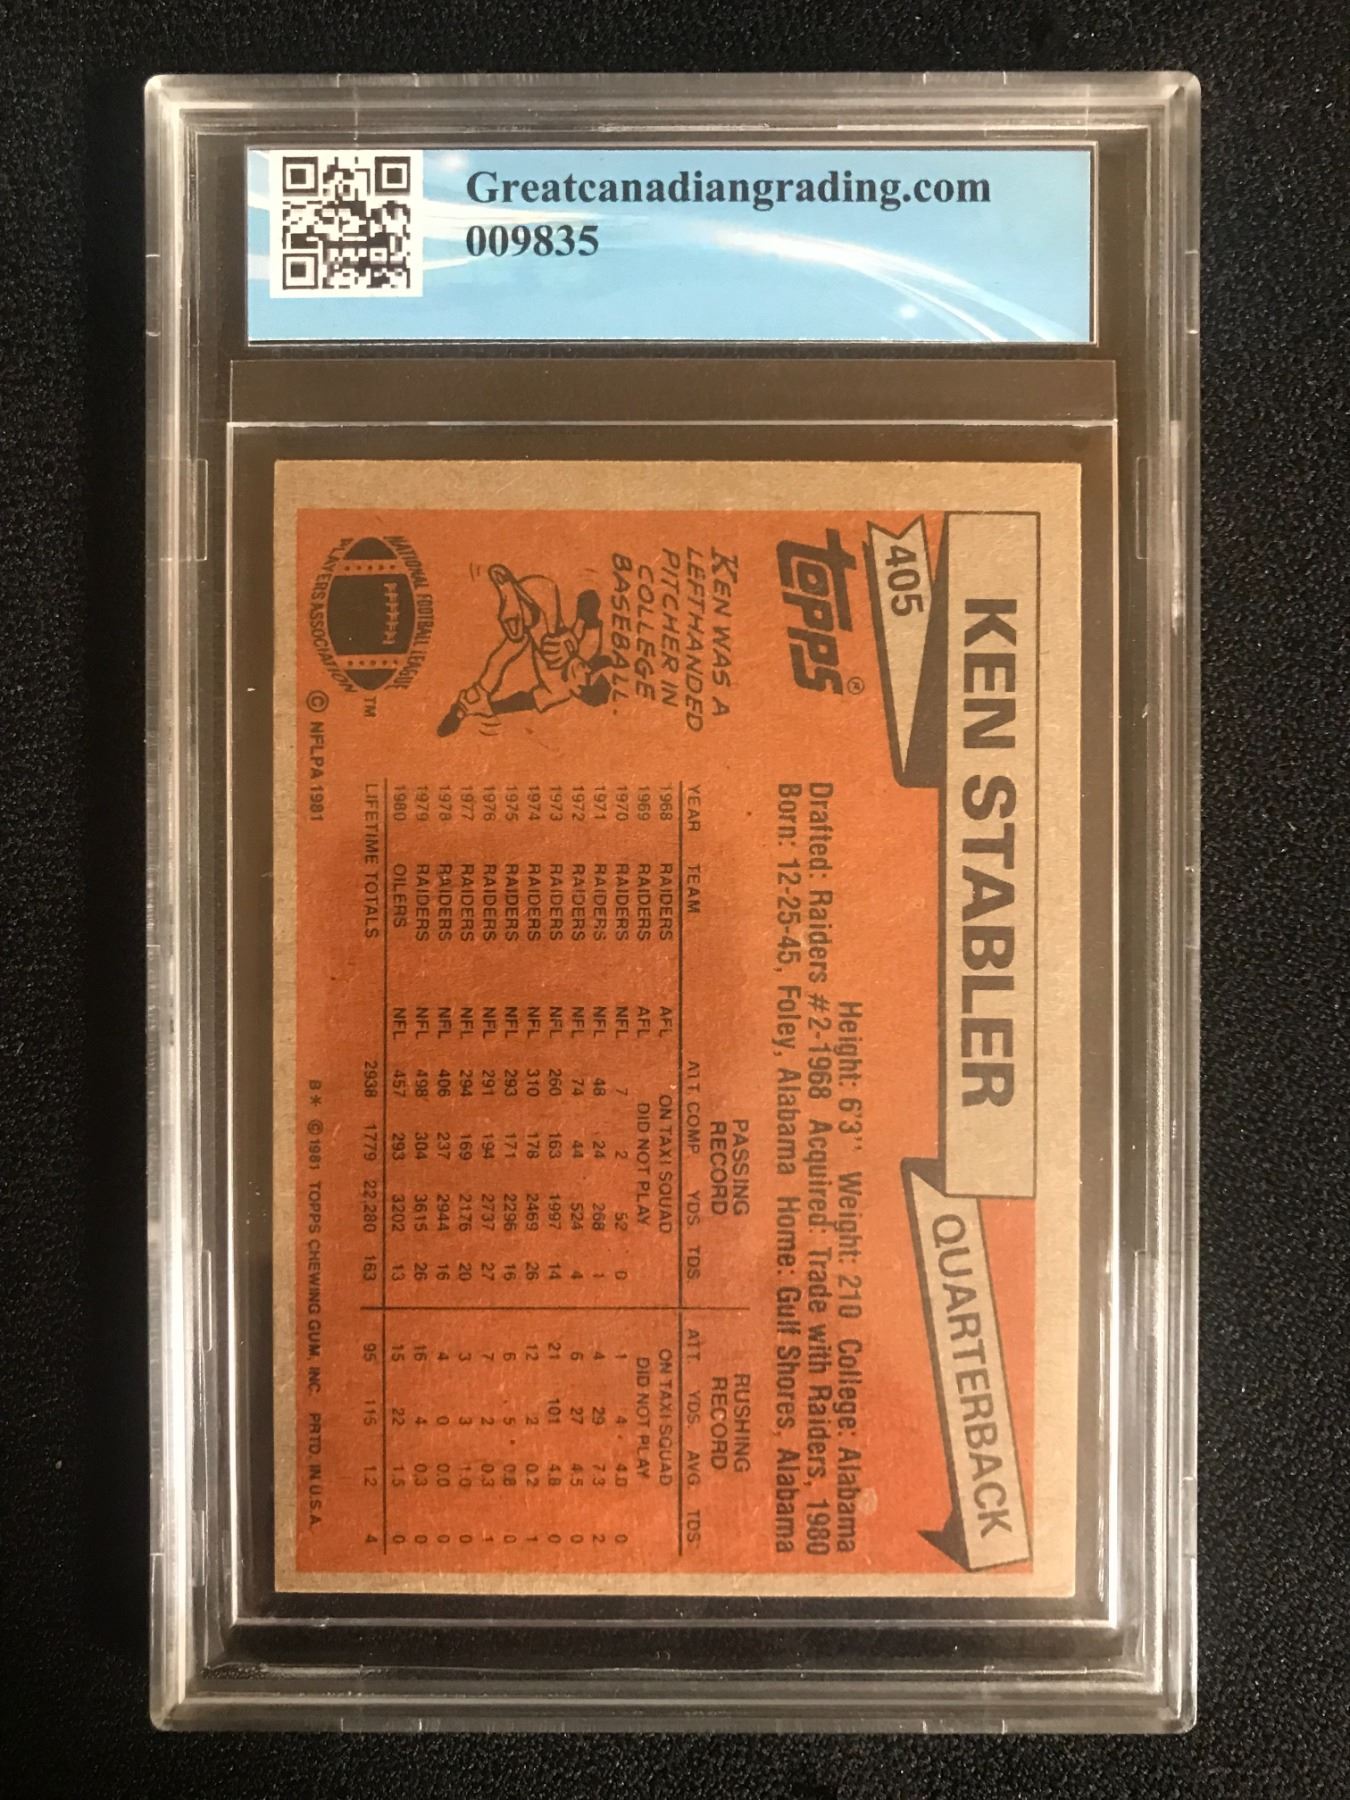 Greatcanadiangrading.com
009835
KEN STABLER
QUARTERBACK
405
topps®
Height: 6'3" Weight: 210 College: Alabama
Drafted: Raiders #2-1968 Acquired: Trade with Raiders, 1980
Born: 12-25-45, Foley, Alabama Home: Gulf Shores, Alabama
KEN WAS A
LEFTHANDED
PITCHER IN
COLLEGE
BASEBALL.
PASSING RUSHING
RECORD RECORD
YEAR TEAM ATT. COMP. YDS. TDS. ATT. YDS. AVG. TDS.
1968 RAIDERS AFL ON TAXI SQUAD ON TAXI SQUAD
1969 RAIDERS AFL DID NOT PLAY DID NOT PLAY
1970 RAIDERS NFL 7 2 52 0 1 4 4.0 0
1971 RAIDERS NFL 48 24 268 1 4 29 7.3 2
1972 RAIDERS NFL 74 44 524 4 6 27 4.5 0
1973 RAIDERS NFL 260 163 1997 14 21 101 4.8 0
1974 RAIDERS NFL 310 178 2469 26 12 2 0.2 1
1975 RAIDERS NFL 293 171 2296 16 6 5 0.8 0
1976 RAIDERS NFL 291 194 2737 27 7 2 0.3 1
1977 RAIDERS NFL 294 169 2176 20 3 3 1.0 0
1978 RAIDERS NFL 406 237 2944 16 4 0 0.0 0
1979 RAIDERS NFL 498 304 3615 26 16 4 0.3 0
1980 OILERS NFL 457 293 3202 13 15 22 1.5 0
LIFETIME TOTALS 2938 1779 22,280 163 95 115 1.2 4
NATIONAL FOOTBALL LEAGUE
PLAYERS ASSOCIATION
TM
© NFLPA 1981
B* ©1981 TOPPS CHEWING GUM, INC. PRTD. IN U.S.A.